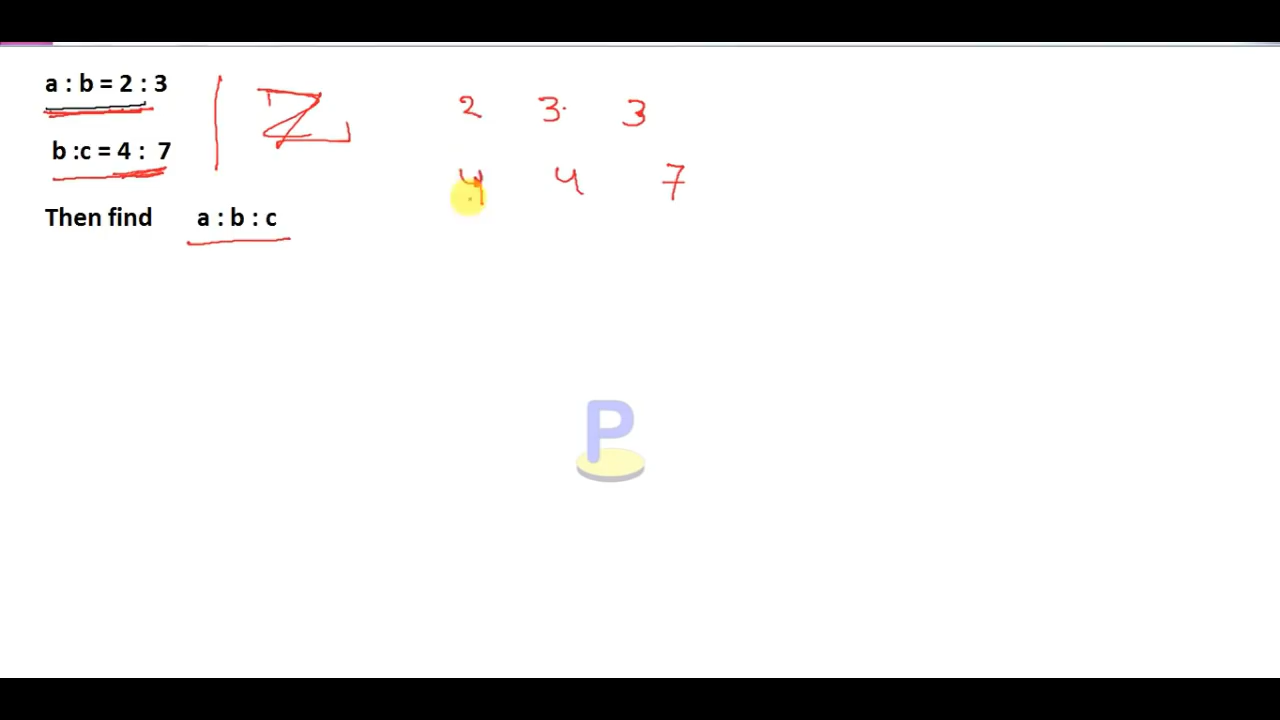 a : b = 2 : 3
2 3 3
b :c = 4 : 7
4 4 7
Then find a : b : c
P